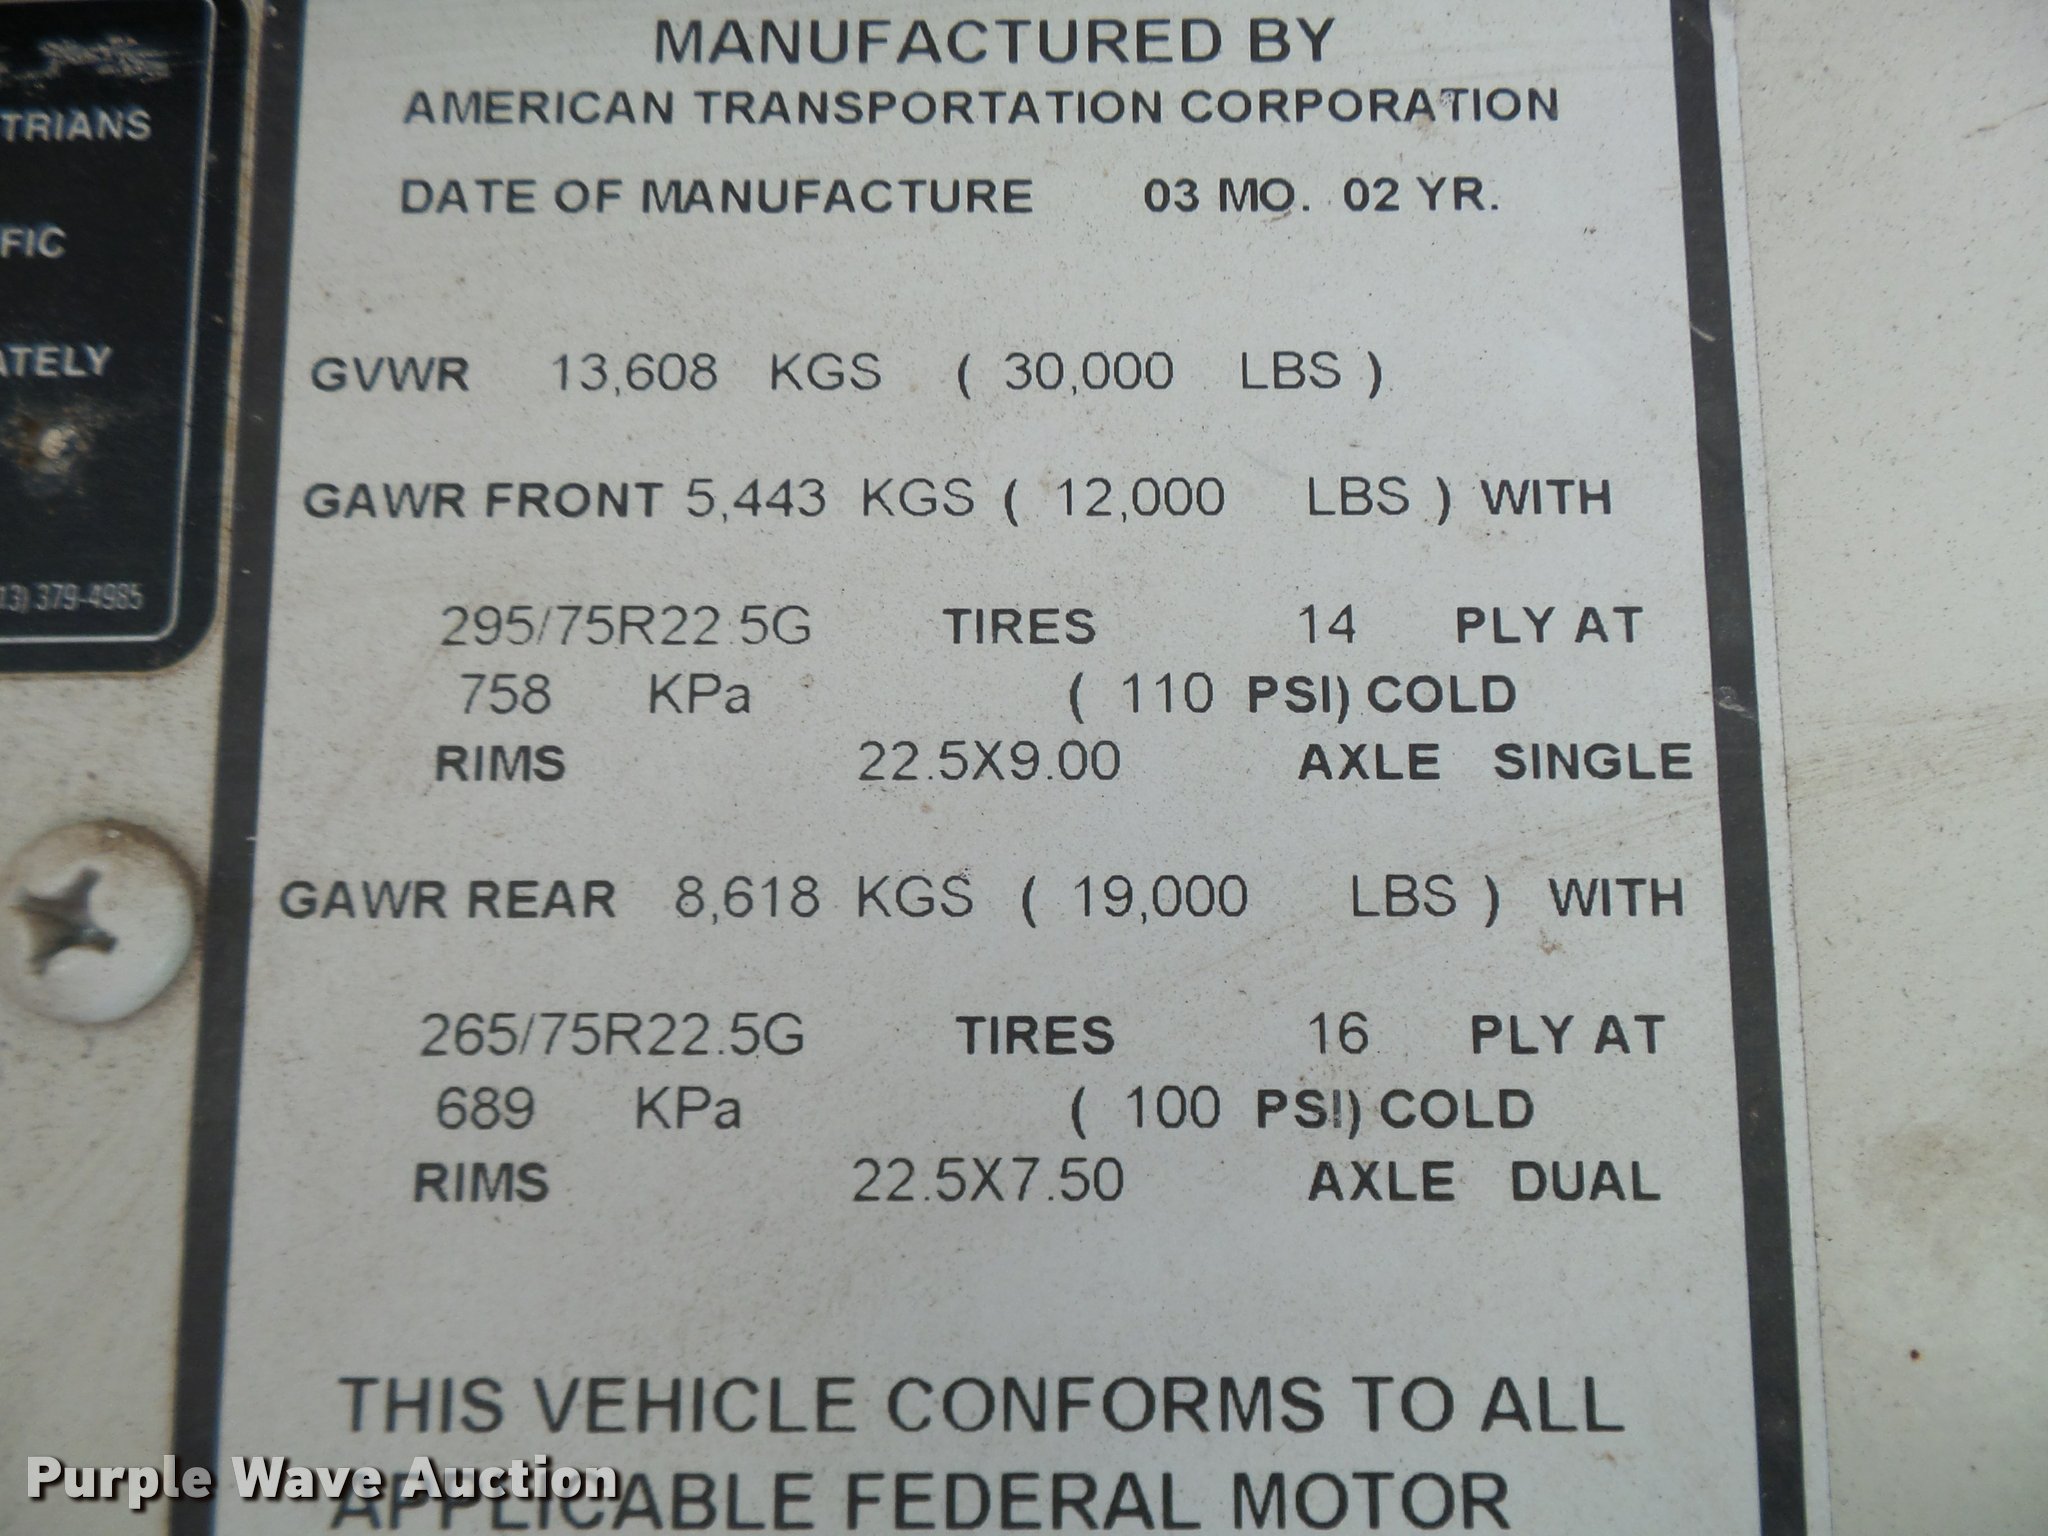 MANUFACTURED BY
AMERICAN TRANSPORTATION CORPORATION
DATE OF MANUFACTURE 03 MO. 02 YR.
GVWR 13,608 KGS ( 30,000 LBS )
GAWR FRONT 5,443 KGS ( 12,000 LBS ) WITH
295/75R22.5G TIRES 14 PLY AT
758 KPa ( 110 PSI) COLD
RIMS 22.5X9.00 AXLE SINGLE
GAWR REAR 8,618 KGS ( 19,000 LBS ) WITH
265/75R22.5G TIRES 16 PLY AT
689 KPa ( 100 PSI) COLD
RIMS 22.5X7.50 AXLE DUAL
THIS VEHICLE CONFORMS TO ALL
APPLICABLE FEDERAL MOTOR
TRIANS
FIC
ATELY
13) 379-4985
Purple Wave Auction